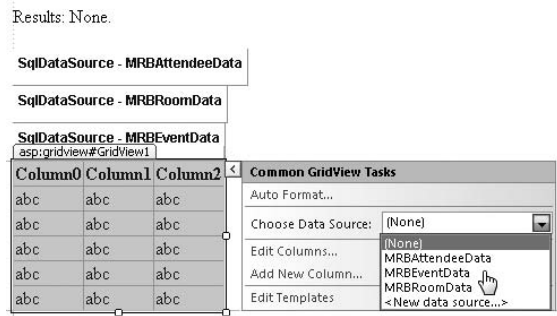 Results: None.
SqlDataSource - MRBAttendeeData
SqlDataSource - MRBRoomData
SqlDataSource - MRBEventData
asp:gridview#GridView1
Column0 Column1 Column2
abc abc abc
abc abc abc
abc abc abc
abc abc abc
abc abc abc
Common GridView Tasks
Auto Format...
Choose Data Source: (None)
(None)
MRBAttendeeData
MRBEventData
MRBRoomData
<New data source...>
Edit Columns...
Add New Column...
Edit Templates